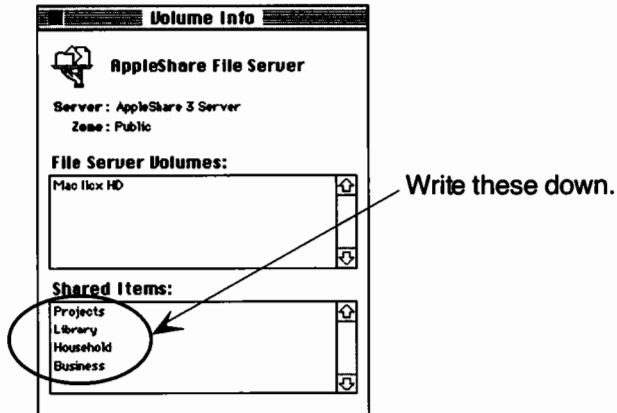 Volume Info
AppleShare File Server
Server: AppleShare 3 Server
Zone: Public
File Server Volumes:
Mac IIcx HD
Write these down.
Shared Items:
Projects
Library
Household
Business